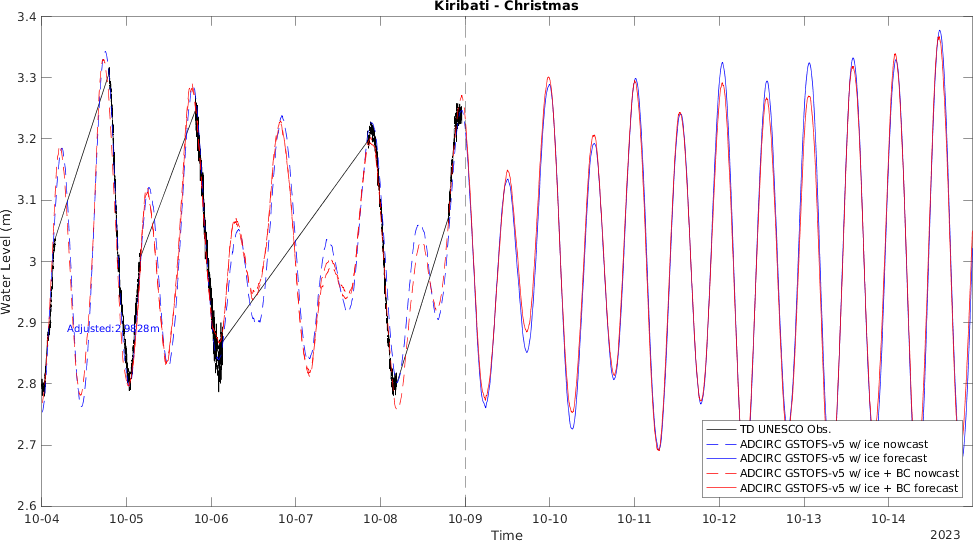 Kiribati - Christmas
3.4
3.3
3.2
3.1
3
2.9
2.8
2.7
2.6
Water Level (m)
Adjusted:2.9828m
TD UNESCO Obs.
ADCIRC GSTOFS-v5 w/ ice nowcast
ADCIRC GSTOFS-v5 w/ ice forecast
ADCIRC GSTOFS-v5 w/ ice + BC nowcast
ADCIRC GSTOFS-v5 w/ ice + BC forecast
10-04 10-05 10-06 10-07 10-08 10-09 10-10 10-11 10-12 10-13 10-14
Time
2023